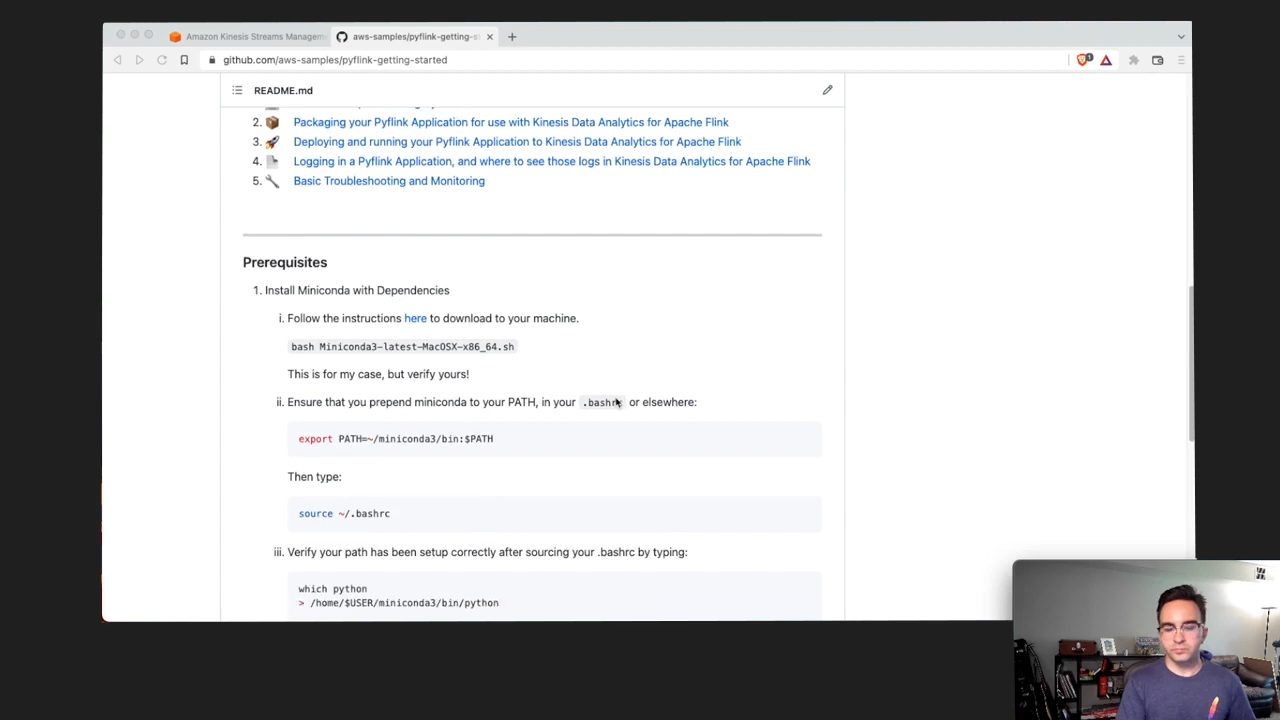 Amazon Kinesis Streams Managem
aws-samples/pyflink-getting-st
github.com/aws-samples/pyflink-getting-started
README.md
2. Packaging your Pyflink Application for use with Kinesis Data Analytics for Apache Flink
3. Deploying and running your Pyflink Application to Kinesis Data Analytics for Apache Flink
4. Logging in a Pyflink Application, and where to see those logs in Kinesis Data Analytics for Apache Flink
5. Basic Troubleshooting and Monitoring
Prerequisites
1. Install Miniconda with Dependencies
i. Follow the instructions here to download to your machine.
bash Miniconda3-latest-MacOSX-x86_64.sh
This is for my case, but verify yours!
ii. Ensure that you prepend miniconda to your PATH, in your .bashrc or elsewhere:
export PATH=~/miniconda3/bin:$PATH
Then type:
source ~/.bashrc
iii. Verify your path has been setup correctly after sourcing your .bashrc by typing:
which python
> /home/$USER/miniconda3/bin/python